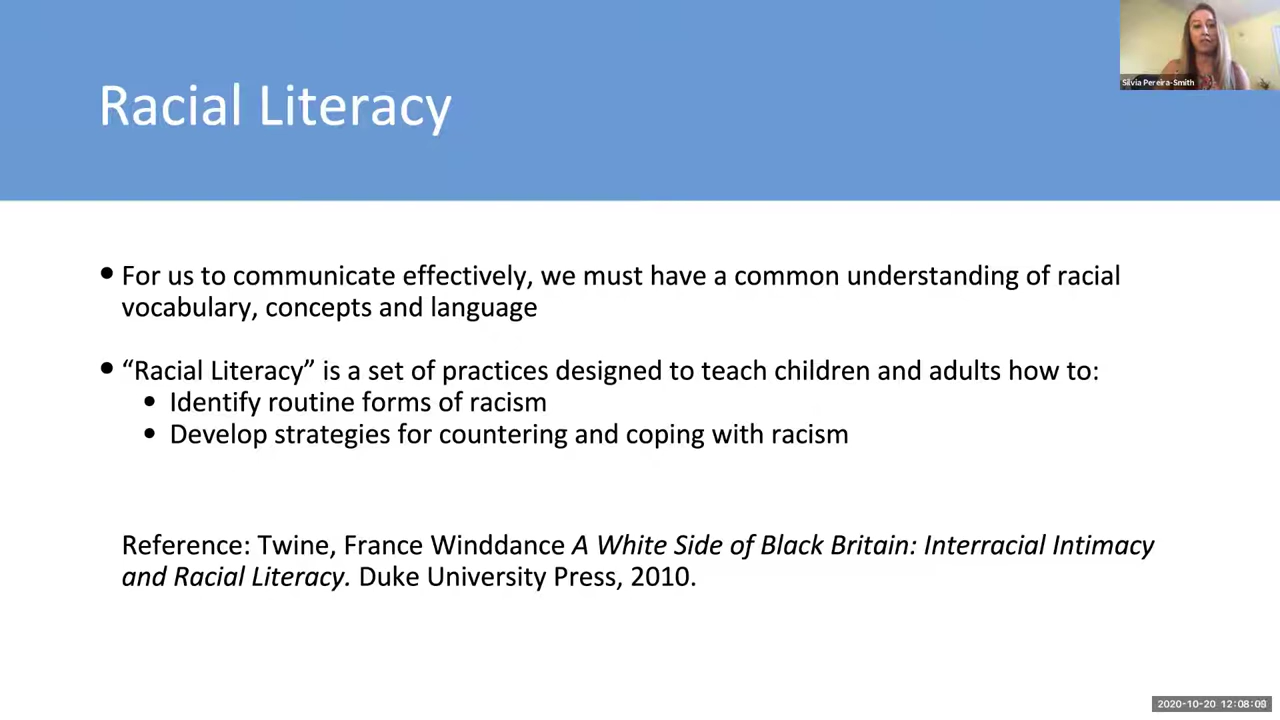 Racial Literacy
Silvia Pereira-Smith
• For us to communicate effectively, we must have a common understanding of racial
vocabulary, concepts and language
• “Racial Literacy” is a set of practices designed to teach children and adults how to:
• Identify routine forms of racism
• Develop strategies for countering and coping with racism
Reference: Twine, France Winddance A White Side of Black Britain: Interracial Intimacy
and Racial Literacy. Duke University Press, 2010.
2020-10-20 12:08:09